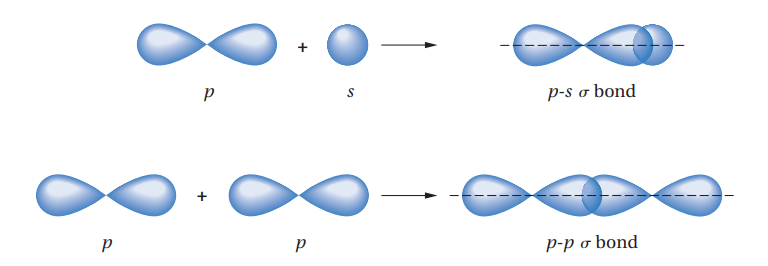 +
p s p-s σ bond
+
p p p-p σ bond